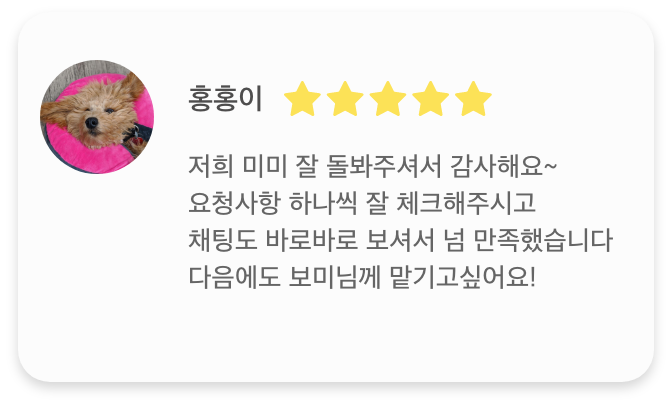 홍홍이
저희 미미 잘 돌봐주셔서 감사해요~
요청사항 하나씩 잘 체크해주시고
채팅도 바로바로 보셔서 넘 만족했습니다
다음에도 보미님께 맡기고싶어요!